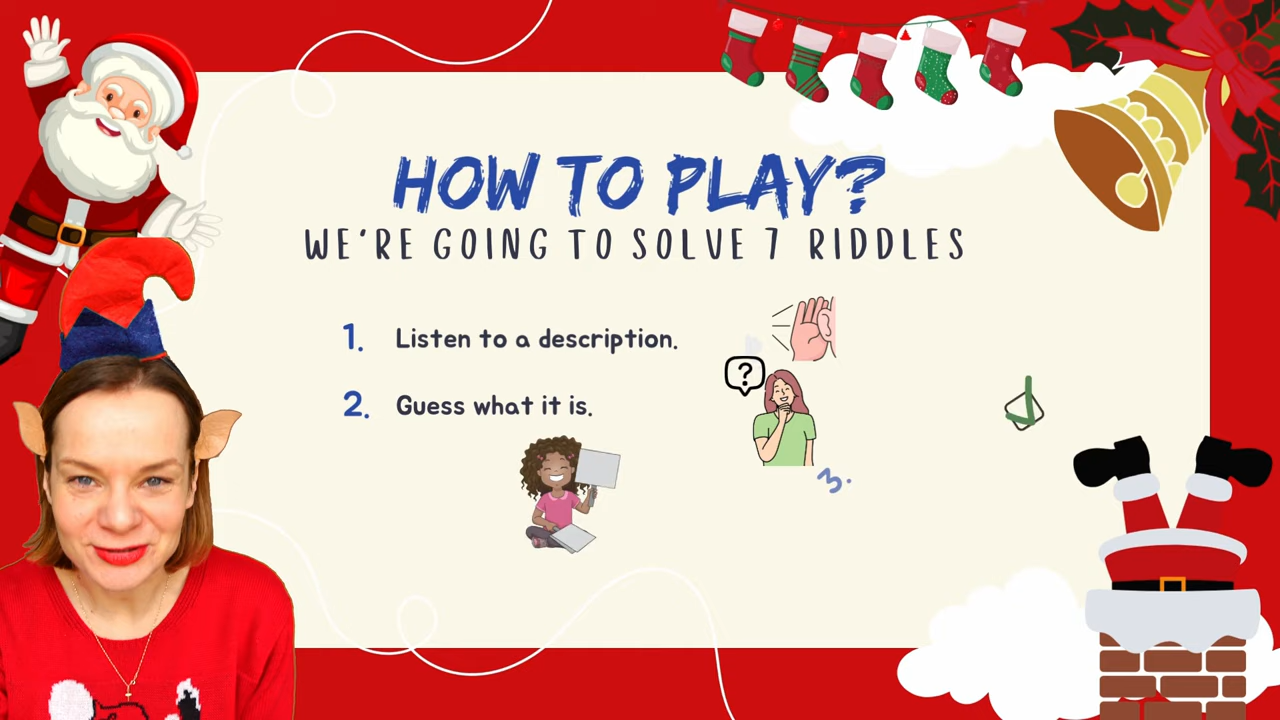 HOW TO PLAY?
WE'RE GOING TO SOLVE 7 RIDDLES
1. Listen to a description.
?
2. Guess what it is.
3.